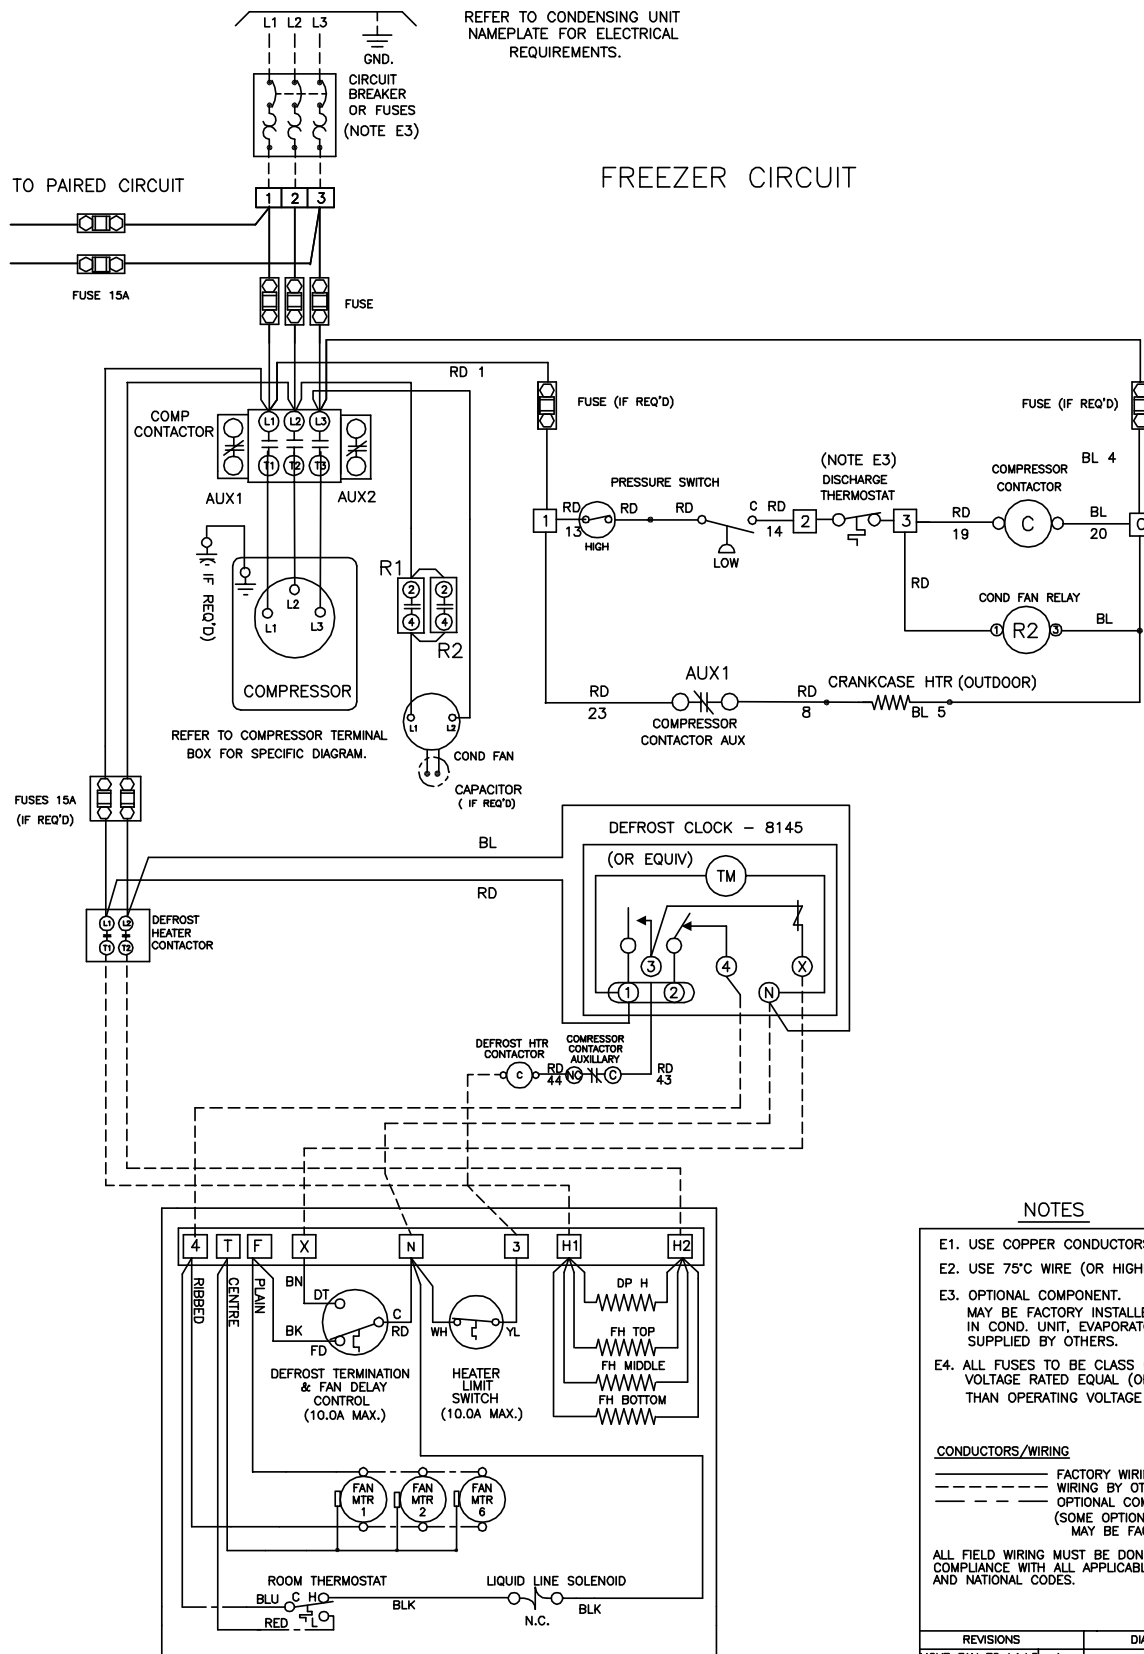 L1 L2 L3
GND.
REFER TO CONDENSING UNIT
NAMEPLATE FOR ELECTRICAL
REQUIREMENTS.
CIRCUIT
BREAKER
OR FUSES
(NOTE E3)
TO PAIRED CIRCUIT
FREEZER CIRCUIT
1 2 3
FUSE 15A
FUSE
RD 1
FUSE (IF REQ'D)
FUSE (IF REQ'D)
COMP
CONTACTOR
L1 L2 L3
T1 T2 T3
AUX1
AUX2
BL 4
PRESSURE SWITCH
(NOTE E3)
DISCHARGE
THERMOSTAT
COMPRESSOR
CONTACTOR
1
RD
13
HIGH
RD
RD
LOW
C RD
14
2
3
RD
19
C
BL
20
( IF REQ'D)
L1
L2
L3
COMPRESSOR
R1
2 2
4 4
R2
RD
COND FAN RELAY
1 R2 3
BL
REFER TO COMPRESSOR TERMINAL
BOX FOR SPECIFIC DIAGRAM.
L1 L2
COND FAN
CAPACITOR
( IF REQ'D)
RD
23
AUX1
COMPRESSOR
CONTACTOR AUX
RD
8
CRANKCASE HTR (OUTDOOR)
BL 5
FUSES 15A
(IF REQ'D)
BL
RD
DEFROST CLOCK – 8145
(OR EQUIV)
TM
3 4 X
1 2 N
L1 L2
T1 T2
DEFROST
HEATER
CONTACTOR
DEFROST HTR
CONTACTOR
C
RD
44
COMRESSOR
CONTACTOR
AUXILLARY
NC C
RD
43
4 T F X N 3 H1 H2
RIBBED
CENTRE
PLAIN
BN
DT
BK
FD
C
RD
WH
YL
DEFROST TERMINATION
& FAN DELAY
CONTROL
(10.0A MAX.)
HEATER
LIMIT
SWITCH
(10.0A MAX.)
DP H
FH TOP
FH MIDDLE
FH BOTTOM
FAN
MTR
1
FAN
MTR
2
FAN
MTR
6
ROOM THERMOSTAT
BLU C H
RED L
BLK
LIQUID LINE SOLENOID
N.C.
BLK
NOTES
E1. USE COPPER CONDUCTORS
E2. USE 75°C WIRE (OR HIGH
E3. OPTIONAL COMPONENT.
MAY BE FACTORY INSTALLE
IN COND. UNIT, EVAPORAT
SUPPLIED BY OTHERS.
E4. ALL FUSES TO BE CLASS
VOLTAGE RATED EQUAL (O
THAN OPERATING VOLTAGE
CONDUCTORS/WIRING
FACTORY WIRI
WIRING BY OT
OPTIONAL CO
(SOME OPTION
MAY BE FA
ALL FIELD WIRING MUST BE DON
COMPLIANCE WITH ALL APPLICABL
AND NATIONAL CODES.
REVISIONS
DI